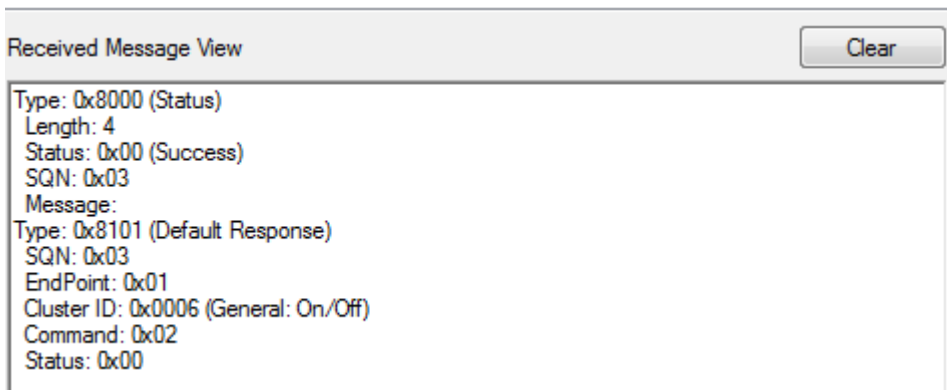 Received Message View
Clear
Type: 0x8000 (Status)
Length: 4
Status: 0x00 (Success)
SQN: 0x03
Message:
Type: 0x8101 (Default Response)
SQN: 0x03
EndPoint: 0x01
Cluster ID: 0x0006 (General: On/Off)
Command: 0x02
Status: 0x00